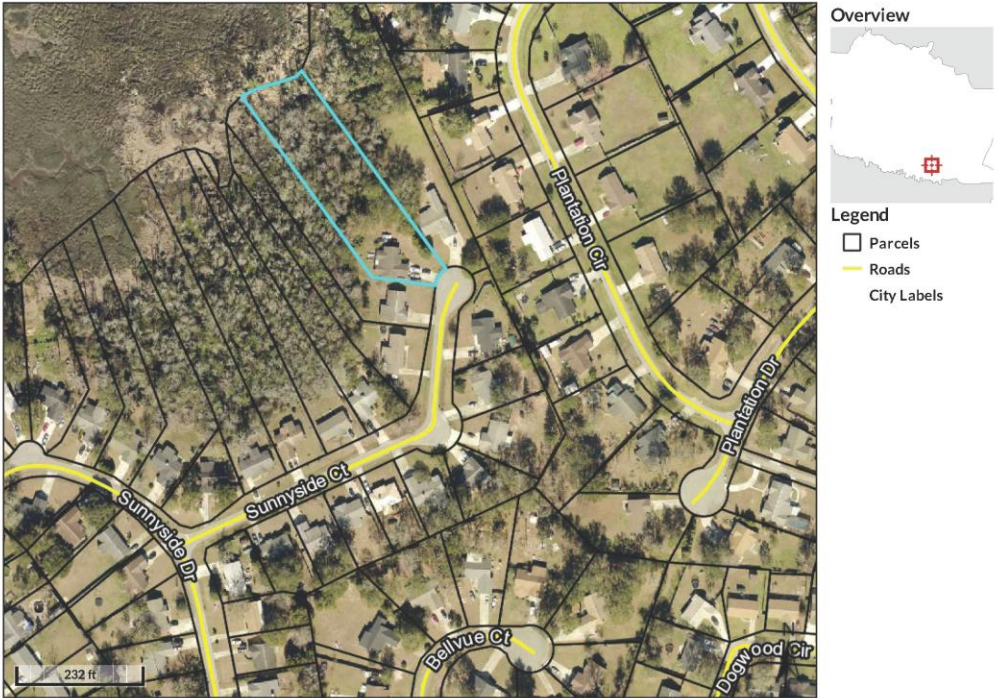 Overview
Legend
Parcels
Roads
City Labels
Plantation Cir
Plantation Dr
Sunnyside Ct
Sunnyside Dr
Bellvue Ct
Dogwood Cir
232 ft